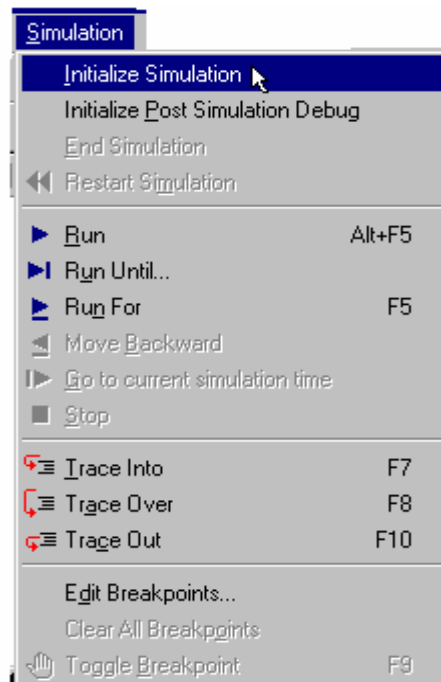 Simulation
Initialize Simulation
Initialize Post Simulation Debug
End Simulation
Restart Simulation
Run Alt+F5
Run Until...
Run For F5
Move Backward
Go to current simulation time
Stop
Trace Into F7
Trace Over F8
Trace Out F10
Edit Breakpoints...
Clear All Breakpoints
Toggle Breakpoint F9